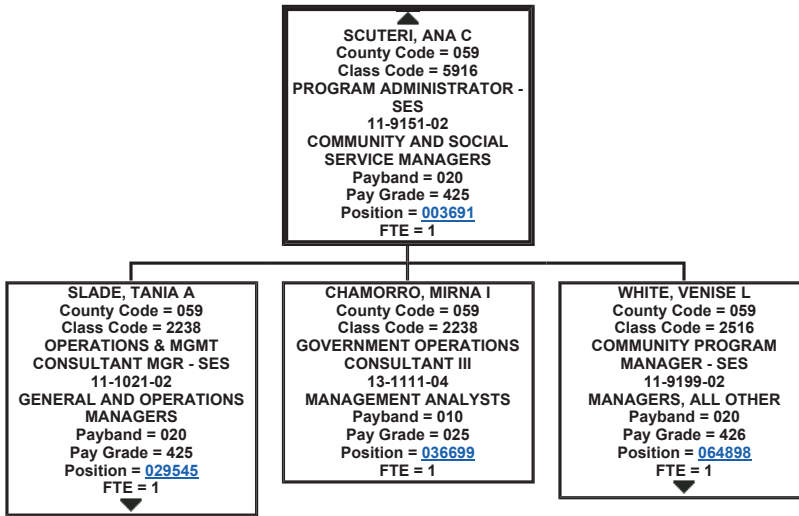 SCUTERI, ANA C
County Code = 059
Class Code = 5916
PROGRAM ADMINISTRATOR -
SES
11-9151-02
COMMUNITY AND SOCIAL
SERVICE MANAGERS
Payband = 020
Pay Grade = 425
Position = 003691
FTE = 1
SLADE, TANIA A
County Code = 059
Class Code = 2238
OPERATIONS & MGMT
CONSULTANT MGR - SES
11-1021-02
GENERAL AND OPERATIONS
MANAGERS
Payband = 020
Pay Grade = 425
Position = 029545
FTE = 1
CHAMORRO, MIRNA I
County Code = 059
Class Code = 2238
GOVERNMENT OPERATIONS
CONSULTANT III
13-1111-04
MANAGEMENT ANALYSTS
Payband = 010
Pay Grade = 025
Position = 036699
FTE = 1
WHITE, VENISE L
County Code = 059
Class Code = 2516
COMMUNITY PROGRAM
MANAGER - SES
11-9199-02
MANAGERS, ALL OTHER
Payband = 020
Pay Grade = 426
Position = 064898
FTE = 1